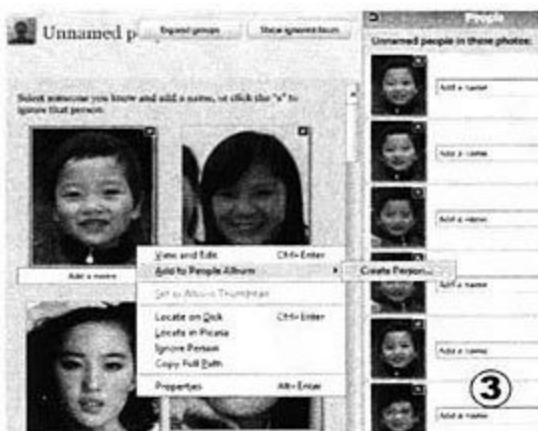 Unnamed p
Expand groups
Show ignored faces
Select someone you know and add a name, or click the "x" to
ignore that person.
Add a name
View and Edit Ctrl+Enter
Add to People Album
Create Person...
Set as Album Thumbnail
Locate on Disk Ctrl+Enter
Locate in Picasa
Ignore Person
Copy Full Path
Properties Alt+Enter
People
Unnamed people in these photos:
Add a name
Add a name
Add a name
Add a name
Add a name
Add a name
③